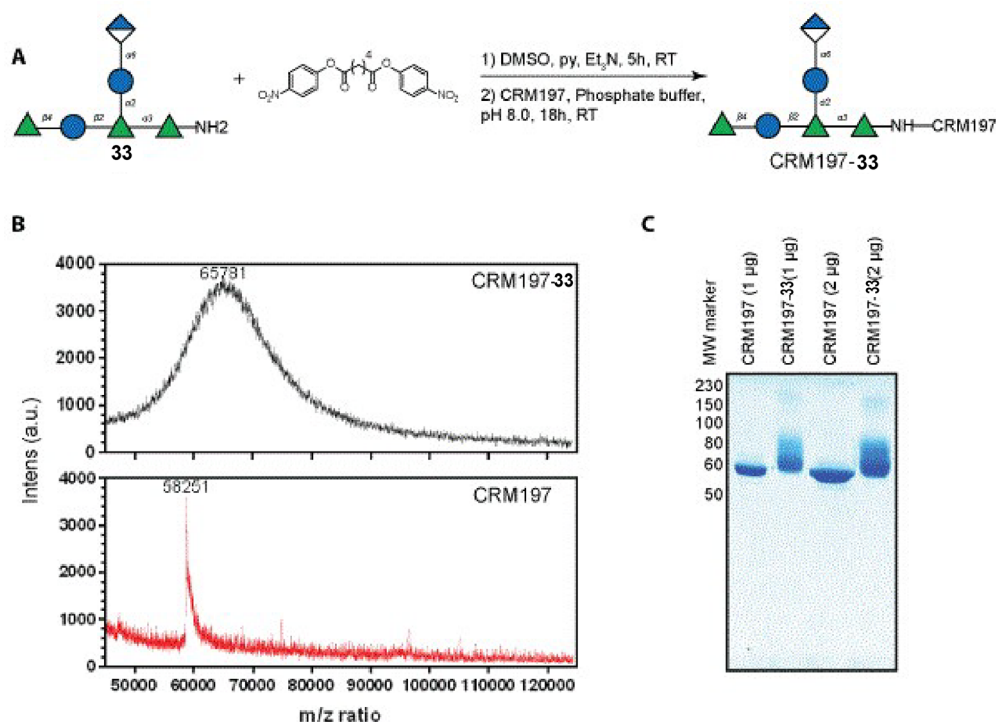 A
α6
α2
β4
β2
α3
NH2
33
+
O
O
4
O
O
NO2
NO2
1) DMSO, py, Et3N, 5h, RT
2) CRM197, Phosphate buffer,
pH 8.0, 18h, RT
α6
α2
β4
β2
α3
NH—CRM197
CRM197-33
B
Intens (a.u.)
4000
3000
2000
1000
0
65781
CRM197-33
4000
3000
2000
1000
0
58251
CRM197
50000 60000 70000 80000 90000 100000 110000 120000
m/z ratio
C
MW marker
CRM197 (1 µg)
CRM197-33(1 µg)
CRM197 (2 µg)
CRM197-33(2 µg)
230
150
100
80
60
50